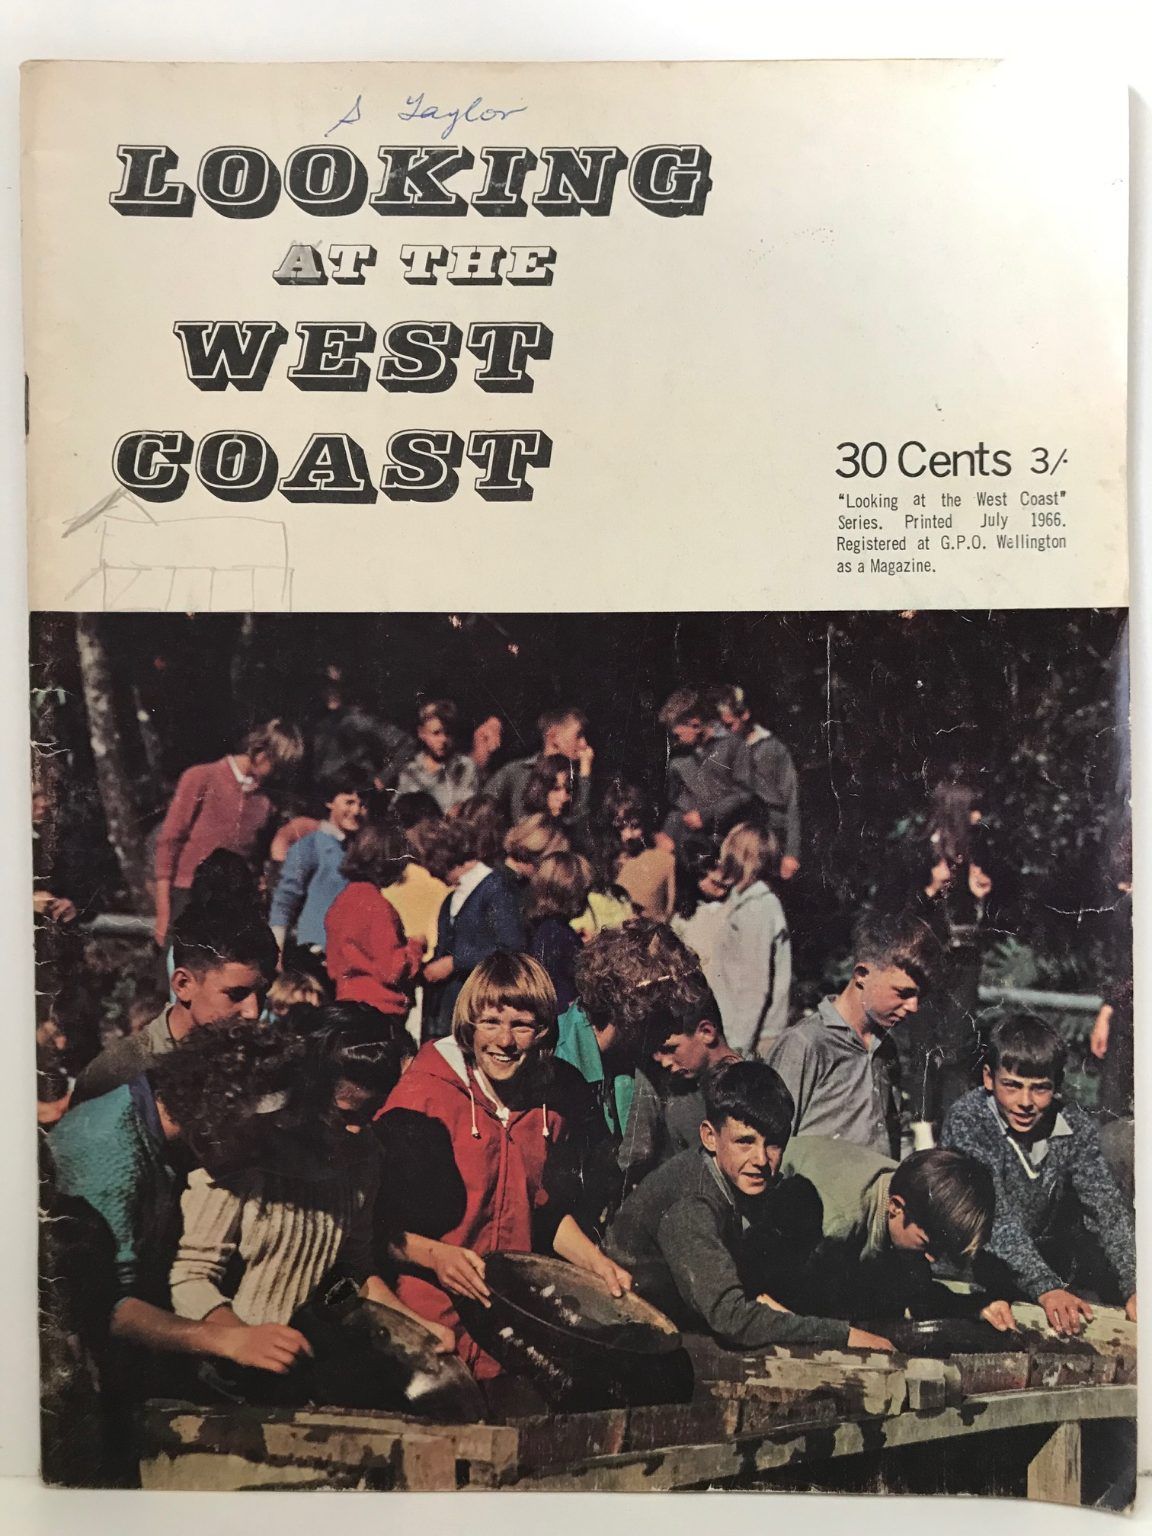 S Taylor
LOOKING
AT THE
WEST
COAST
30 Cents 3/-
"Looking at the West Coast"
Series. Printed July 1966.
Registered at G.P.O. Wellington
as a Magazine.